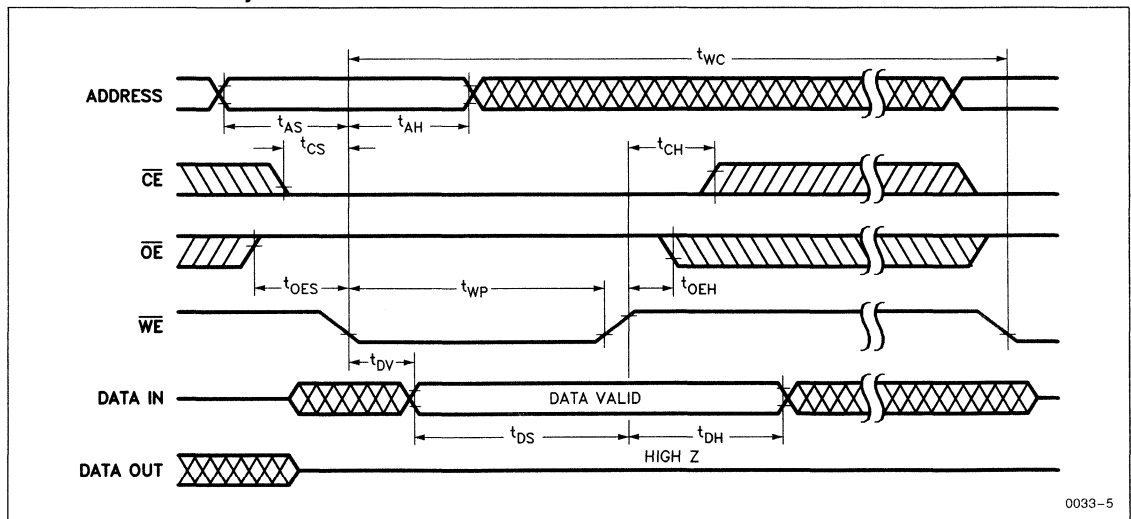 tWC
ADDRESS
tAS tAH
tCS tCH
CE
OE
tOES tWP tOEH
WE
tDV
DATA IN DATA VALID
tDS tDH
HIGH Z
DATA OUT
0033-5